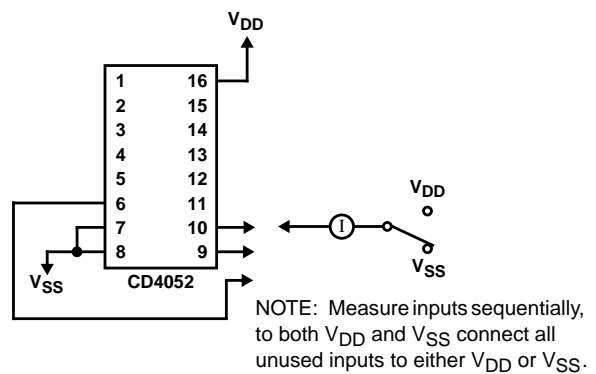 VDD
1 16
2 15
3 14
4 13
5 12
6 11
7 10
8 9
VSS
CD4052
I
VDD
VSS
NOTE: Measure inputs sequentially,
to both VDD and VSS connect all
unused inputs to either VDD or VSS.